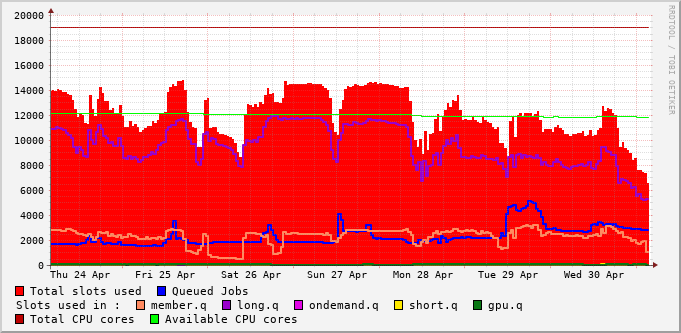 20000
18000
16000
14000
12000
10000
8000
6000
4000
2000
0
Thu 24 Apr Fri 25 Apr Sat 26 Apr Sun 27 Apr Mon 28 Apr Tue 29 Apr Wed 30 Apr
RRDTOOL / TOBI OETIKER
Total slots used Queued Jobs
Slots used in : member.q long.q ondemand.q short.q gpu.q
Total CPU cores Available CPU cores